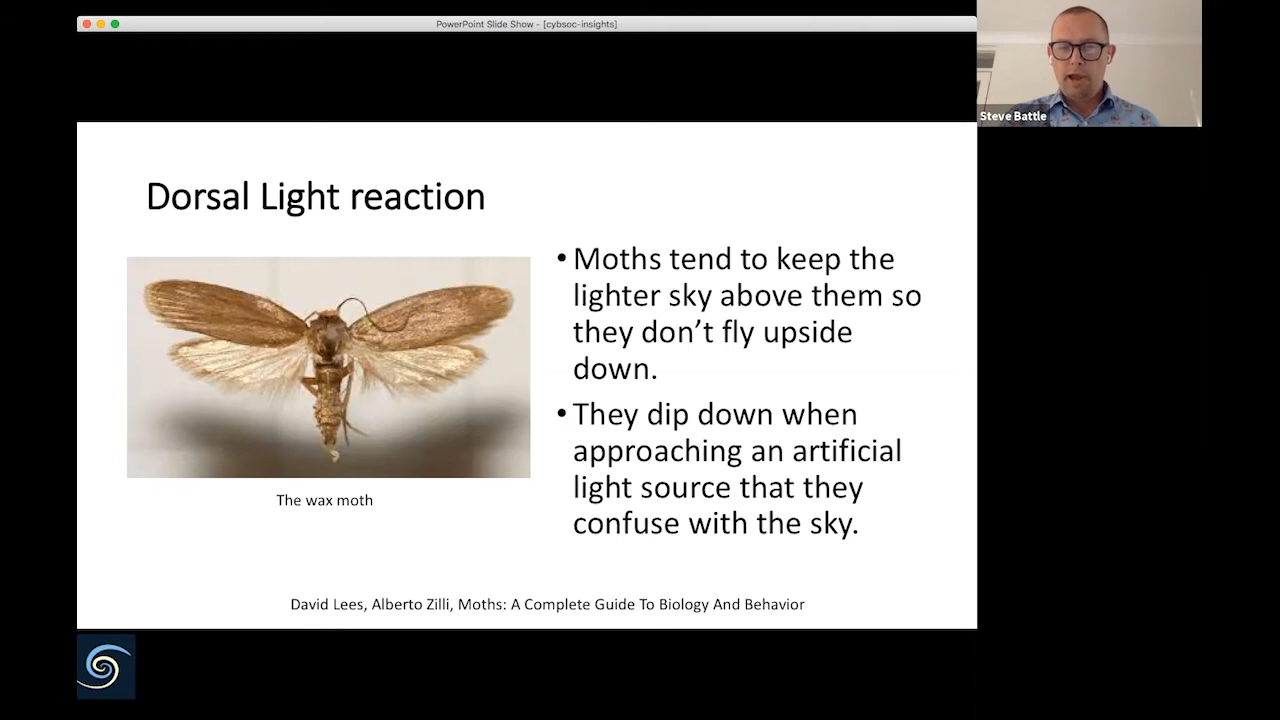 PowerPoint Slide Show - [cybsoc-insights]
Steve Battle
Dorsal Light reaction
•Moths tend to keep the
lighter sky above them so
they don’t fly upside
down.
•They dip down when
approaching an artificial
light source that they
confuse with the sky.
The wax moth
David Lees, Alberto Zilli, Moths: A Complete Guide To Biology And Behavior